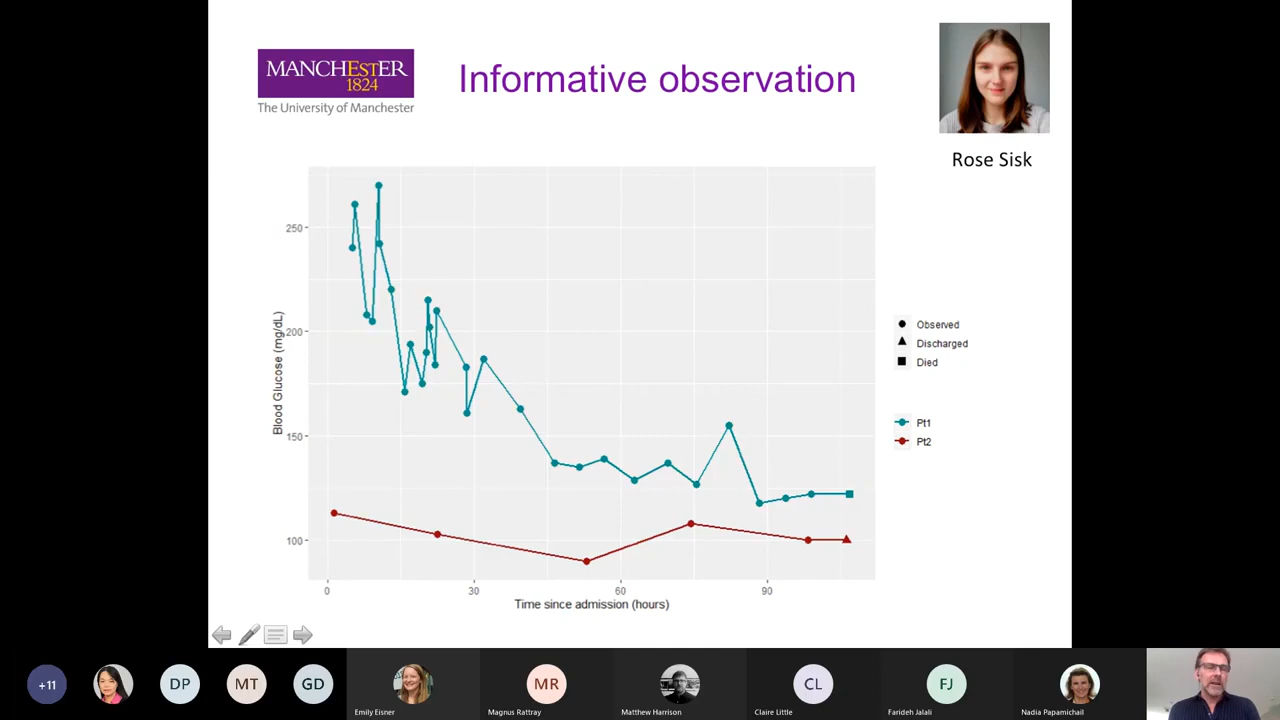 MANCHESTER
1824
The University of Manchester
Informative observation
Rose Sisk
250
200
150
100
Blood Glucose (mg/dL)
0
30
60
90
Time since admission (hours)
Observed
Discharged
Died
Pt1
Pt2
+11
DP
MT
GD
Emily Eisner
MR
Magnus Rattray
Matthew Harrison
CL
Claire Little
FJ
Farideh Jalali
Nadia Papamichail